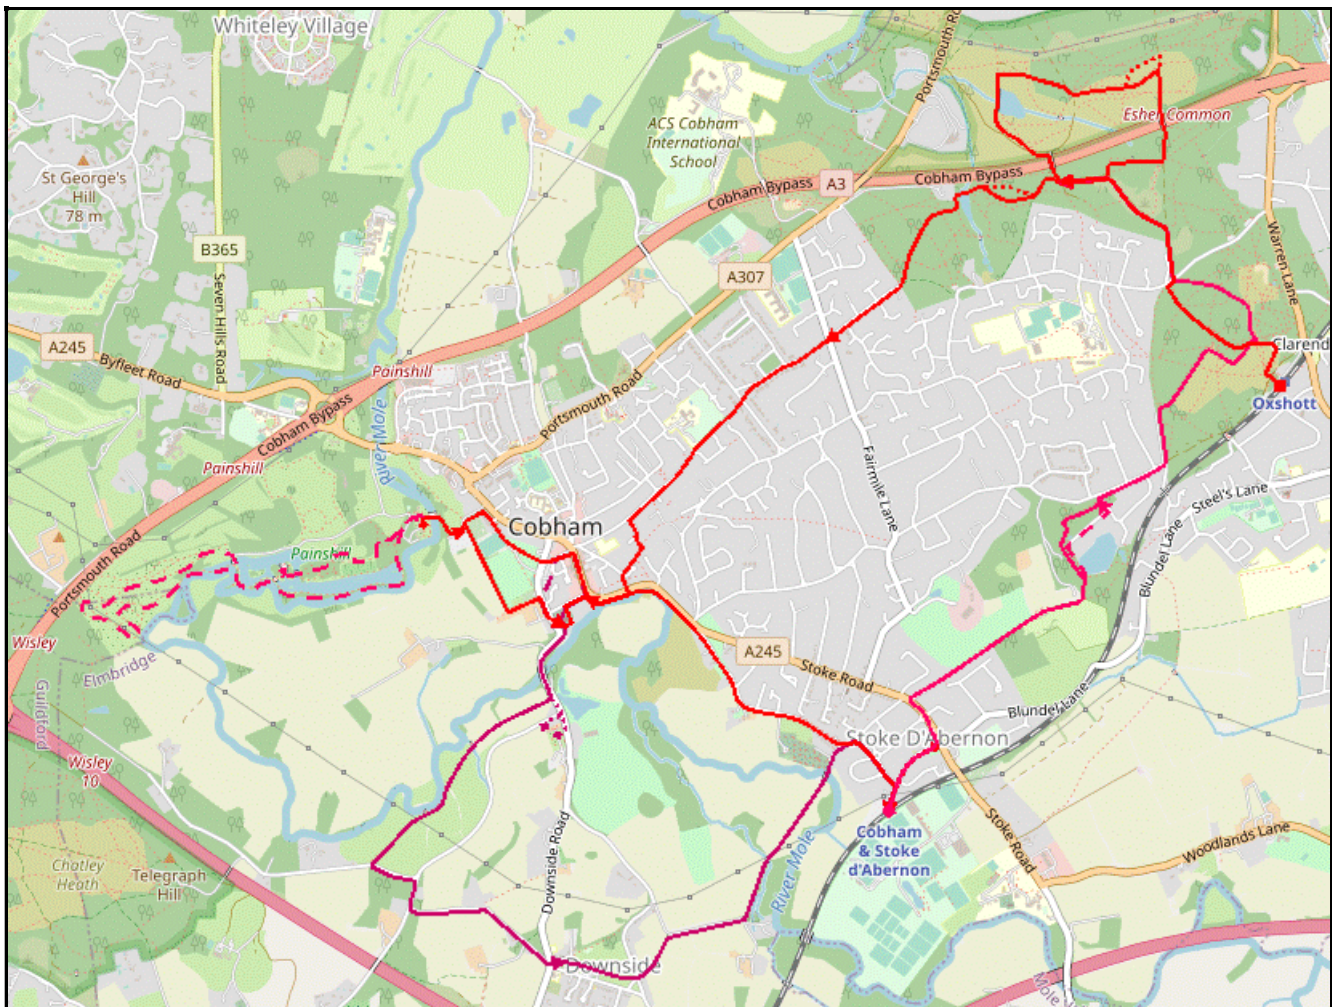 Whiteley Village
Portsmouth Ro
ACS Cobham
International
School
Esher Common
St George's
Hill
78 m
Cobham Bypass
A3
Cobham Bypass
B365
Seven Hills Road
A307
Warren Lane
A245
Byfleet Road
Painshill
Clarend
Oxshott
Cobham Bypass
Portsmouth Road
River Mole
Painshill
Fairmile Lane
Steel's Lane
Cobham
Blundel Lane
Portsmouth Road
Painshill
Wisley
Elmbridge
A245
Stoke Road
Guildford
Blundel Lane
Stoke D'Abernon
Wisley
10
Downside Road
Stoke Road
Cobham
& Stoke
d'Abernon
Woodlands Lane
Chatley
Heath
Telegraph
Hill
River Mole
Downside
Mole V